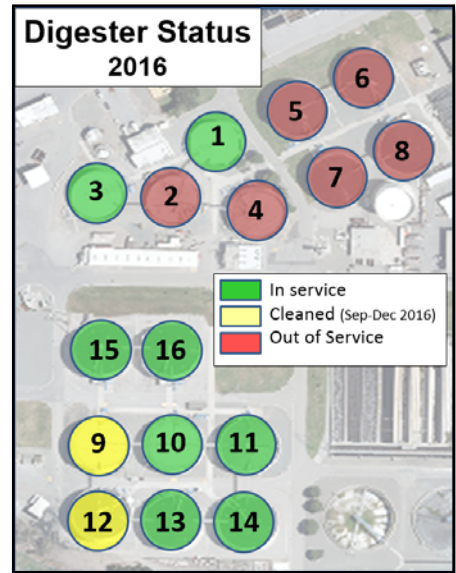 Digester Status
2016
6
5
1
8
7
3
2
4
In service
Cleaned (Sep-Dec 2016)
Out of Service
15 16
9 10 11
12 13 14